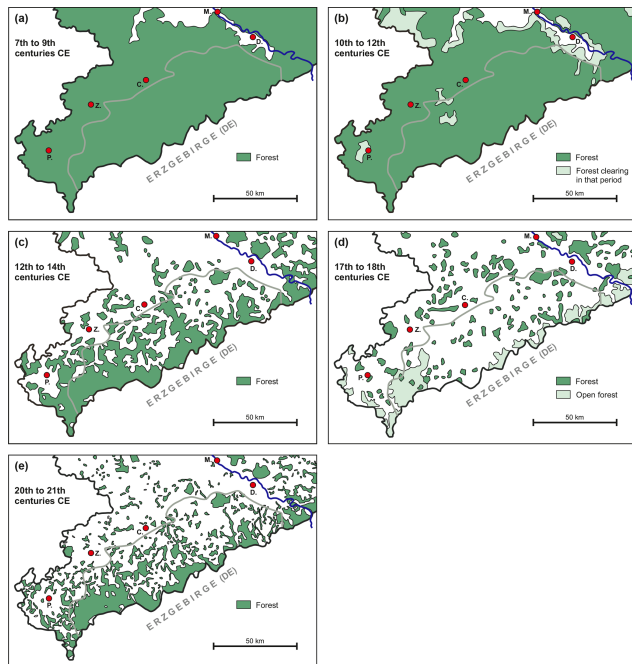 (a)
7th to 9th
centuries CE
M.
D.
C.
Z.
P.
ERZGEBIRGE (DE)
Forest
50 km
(b)
10th to 12th
centuries CE
M.
D.
C.
Z.
P.
ERZGEBIRGE (DE)
Forest
Forest clearing
in that period
50 km
(c)
12th to 14th
centuries CE
M.
D.
C.
Z.
P.
ERZGEBIRGE (DE)
Forest
50 km
(d)
17th to 18th
centuries CE
M.
D.
C.
Z.
P.
ERZGEBIRGE (DE)
Forest
Open forest
50 km
(e)
20th to 21th
centuries CE
M.
D.
C.
Z.
P.
ERZGEBIRGE (DE)
Forest
50 km